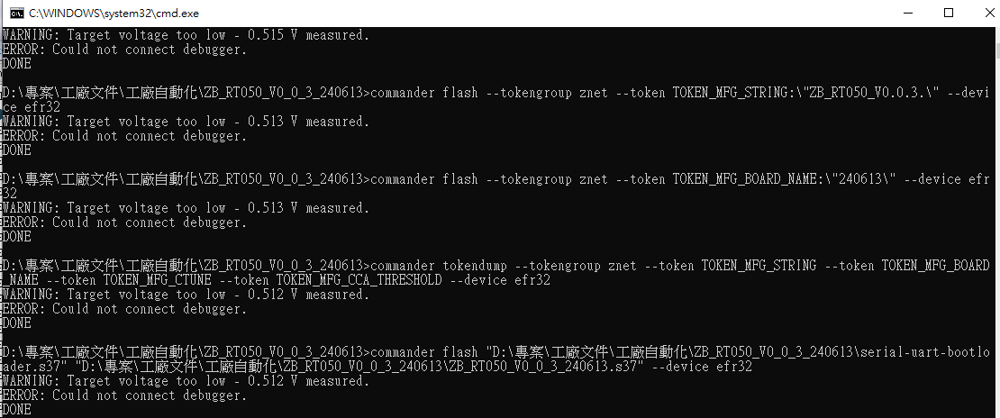 C:\WINDOWS\system32\cmd.exe
WARNING: Target voltage too low - 0.515 V measured.
ERROR: Could not connect debugger.
DONE
D:\專案\工廠文件\工廠自動化\ZB_RT050_V0_0_3_240613>commander flash --tokengroup znet --token TOKEN_MFG_STRING:\"ZB_RT050_V0.0.3.\" --devi
ce efr32
WARNING: Target voltage too low - 0.513 V measured.
ERROR: Could not connect debugger.
DONE
D:\專案\工廠文件\工廠自動化\ZB_RT050_V0_0_3_240613>commander flash --tokengroup znet --token TOKEN_MFG_BOARD_NAME:\"240613\" --device efr
32
WARNING: Target voltage too low - 0.513 V measured.
ERROR: Could not connect debugger.
DONE
D:\專案\工廠文件\工廠自動化\ZB_RT050_V0_0_3_240613>commander tokendump --tokengroup znet --token TOKEN_MFG_STRING --token TOKEN_MFG_BOARD
_NAME --token TOKEN_MFG_CTUNE --token TOKEN_MFG_CCA_THRESHOLD --device efr32
WARNING: Target voltage too low - 0.512 V measured.
ERROR: Could not connect debugger.
DONE
D:\專案\工廠文件\工廠自動化\ZB_RT050_V0_0_3_240613>commander flash "D:\專案\工廠文件\工廠自動化\ZB_RT050_V0_0_3_240613\serial-uart-bootlo
ader.s37" "D:\專案\工廠文件\工廠自動化\ZB_RT050_V0_0_3_240613\ZB_RT050_V0_0_3_240613.s37" --device efr32
WARNING: Target voltage too low - 0.512 V measured.
ERROR: Could not connect debugger.
DONE